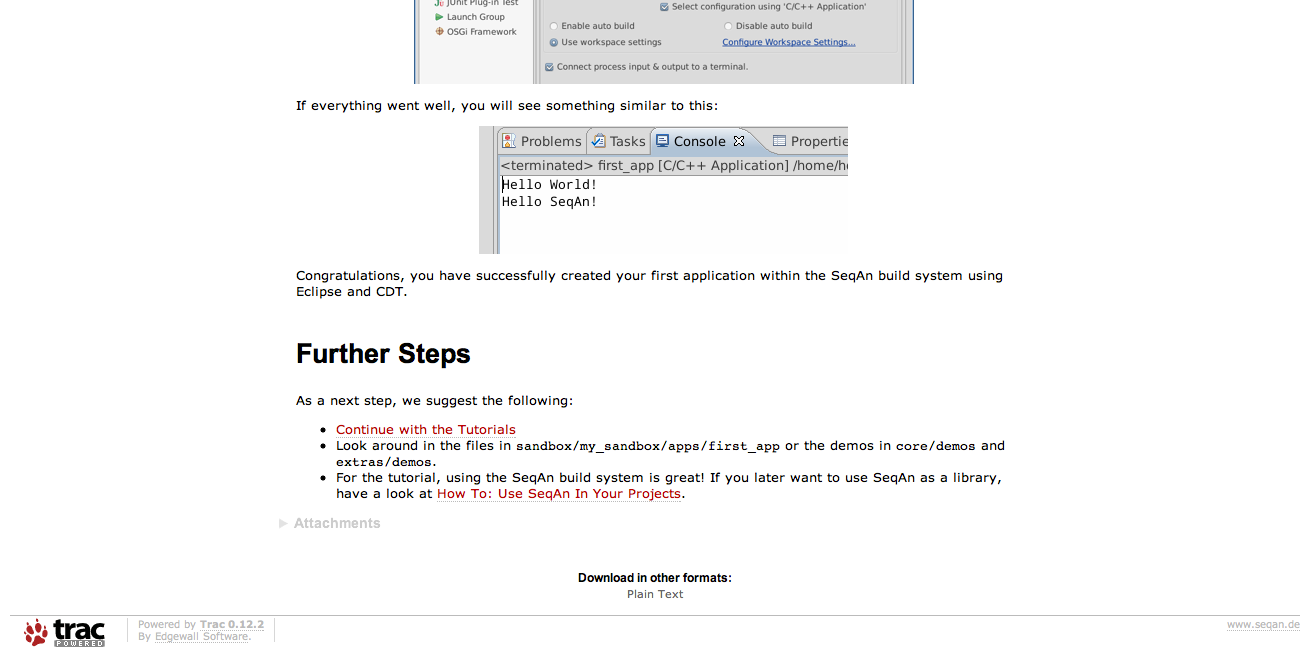 JUnit Plug-in Test
Select configuration using 'C/C++ Application'
Launch Group
Enable auto build Disable auto build
OSGi Framework
Use workspace settings Configure Workspace Settings...
Connect process input & output to a terminal.
If everything went well, you will see something similar to this:
Problems Tasks Console Propertie
<terminated> first_app [C/C++ Application] /home/h
Hello World!
Hello SeqAn!
Congratulations, you have successfully created your first application within the SeqAn build system using
Eclipse and CDT.
Further Steps
As a next step, we suggest the following:
• Continue with the Tutorials
• Look around in the files in sandbox/my_sandbox/apps/first_app or the demos in core/demos and
extras/demos.
• For the tutorial, using the SeqAn build system is great! If you later want to use SeqAn as a library,
have a look at How To: Use SeqAn In Your Projects.
Attachments
Download in other formats:
Plain Text
trac
POWERED
Powered by Trac 0.12.2
By Edgewall Software.
www.seqan.de